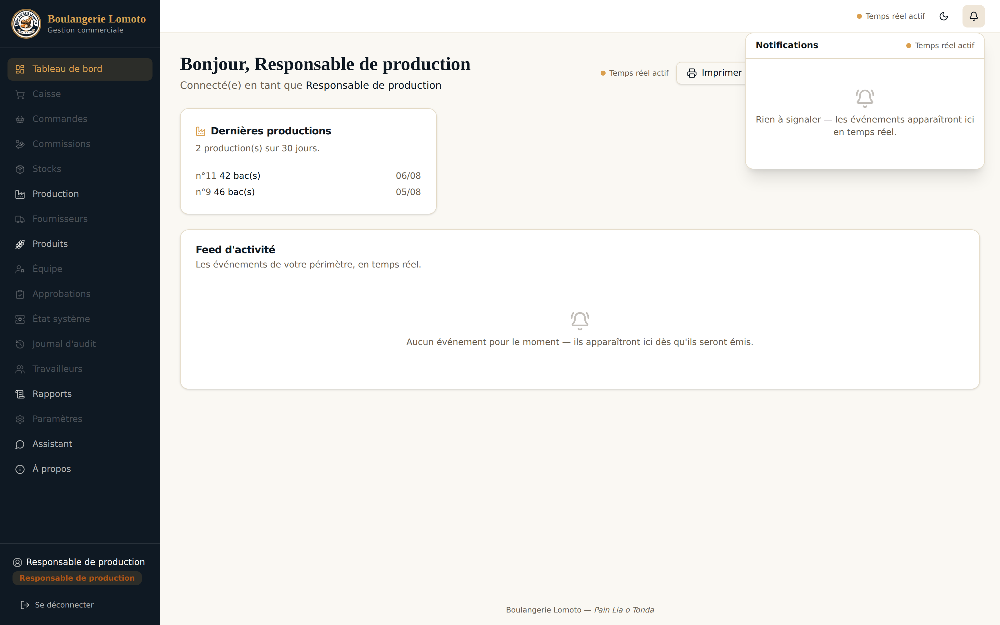 BOULANGERIE LOMOTO
Pain Lia o Tonda
Boulangerie Lomoto
Gestion commerciale
Tableau de bord
Caisse
Commandes
Commissions
Stocks
Production
Fournisseurs
Produits
Équipe
Approbations
État système
Journal d'audit
Travailleurs
Rapports
Paramètres
Assistant
À propos
Responsable de production
Responsable de production
Se déconnecter
Temps réel actif
Bonjour, Responsable de production
Connecté(e) en tant que Responsable de production
Temps réel actif
Imprimer
Notifications
Temps réel actif
Rien à signaler — les événements apparaîtront ici
en temps réel.
Dernières productions
2 production(s) sur 30 jours.
n°11 42 bac(s) 06/08
n°9 46 bac(s) 05/08
Feed d'activité
Les événements de votre périmètre, en temps réel.
Aucun événement pour le moment — ils apparaîtront ici dès qu'ils seront émis.
Boulangerie Lomoto — Pain Lia o Tonda